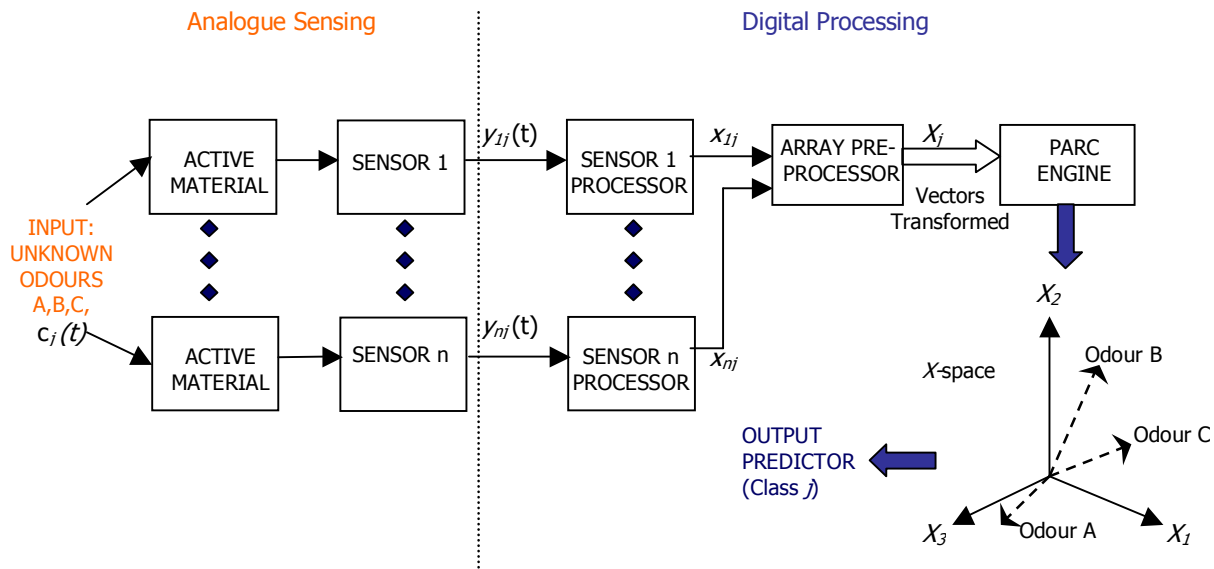 Analogue Sensing
Digital Processing
INPUT:
UNKNOWN
ODOURS
A,B,C,
cj(t)
ACTIVE
MATERIAL
SENSOR 1
y1j(t)
SENSOR 1
PROCESSOR
x1j
ARRAY PRE-
PROCESSOR
Xj
Vectors
Transformed
PARC
ENGINE
ACTIVE
MATERIAL
SENSOR n
ynj(t)
SENSOR n
PROCESSOR
xnj
X2
X-space
Odour B
Odour C
Odour A
X3
X1
OUTPUT
PREDICTOR
(Class j)